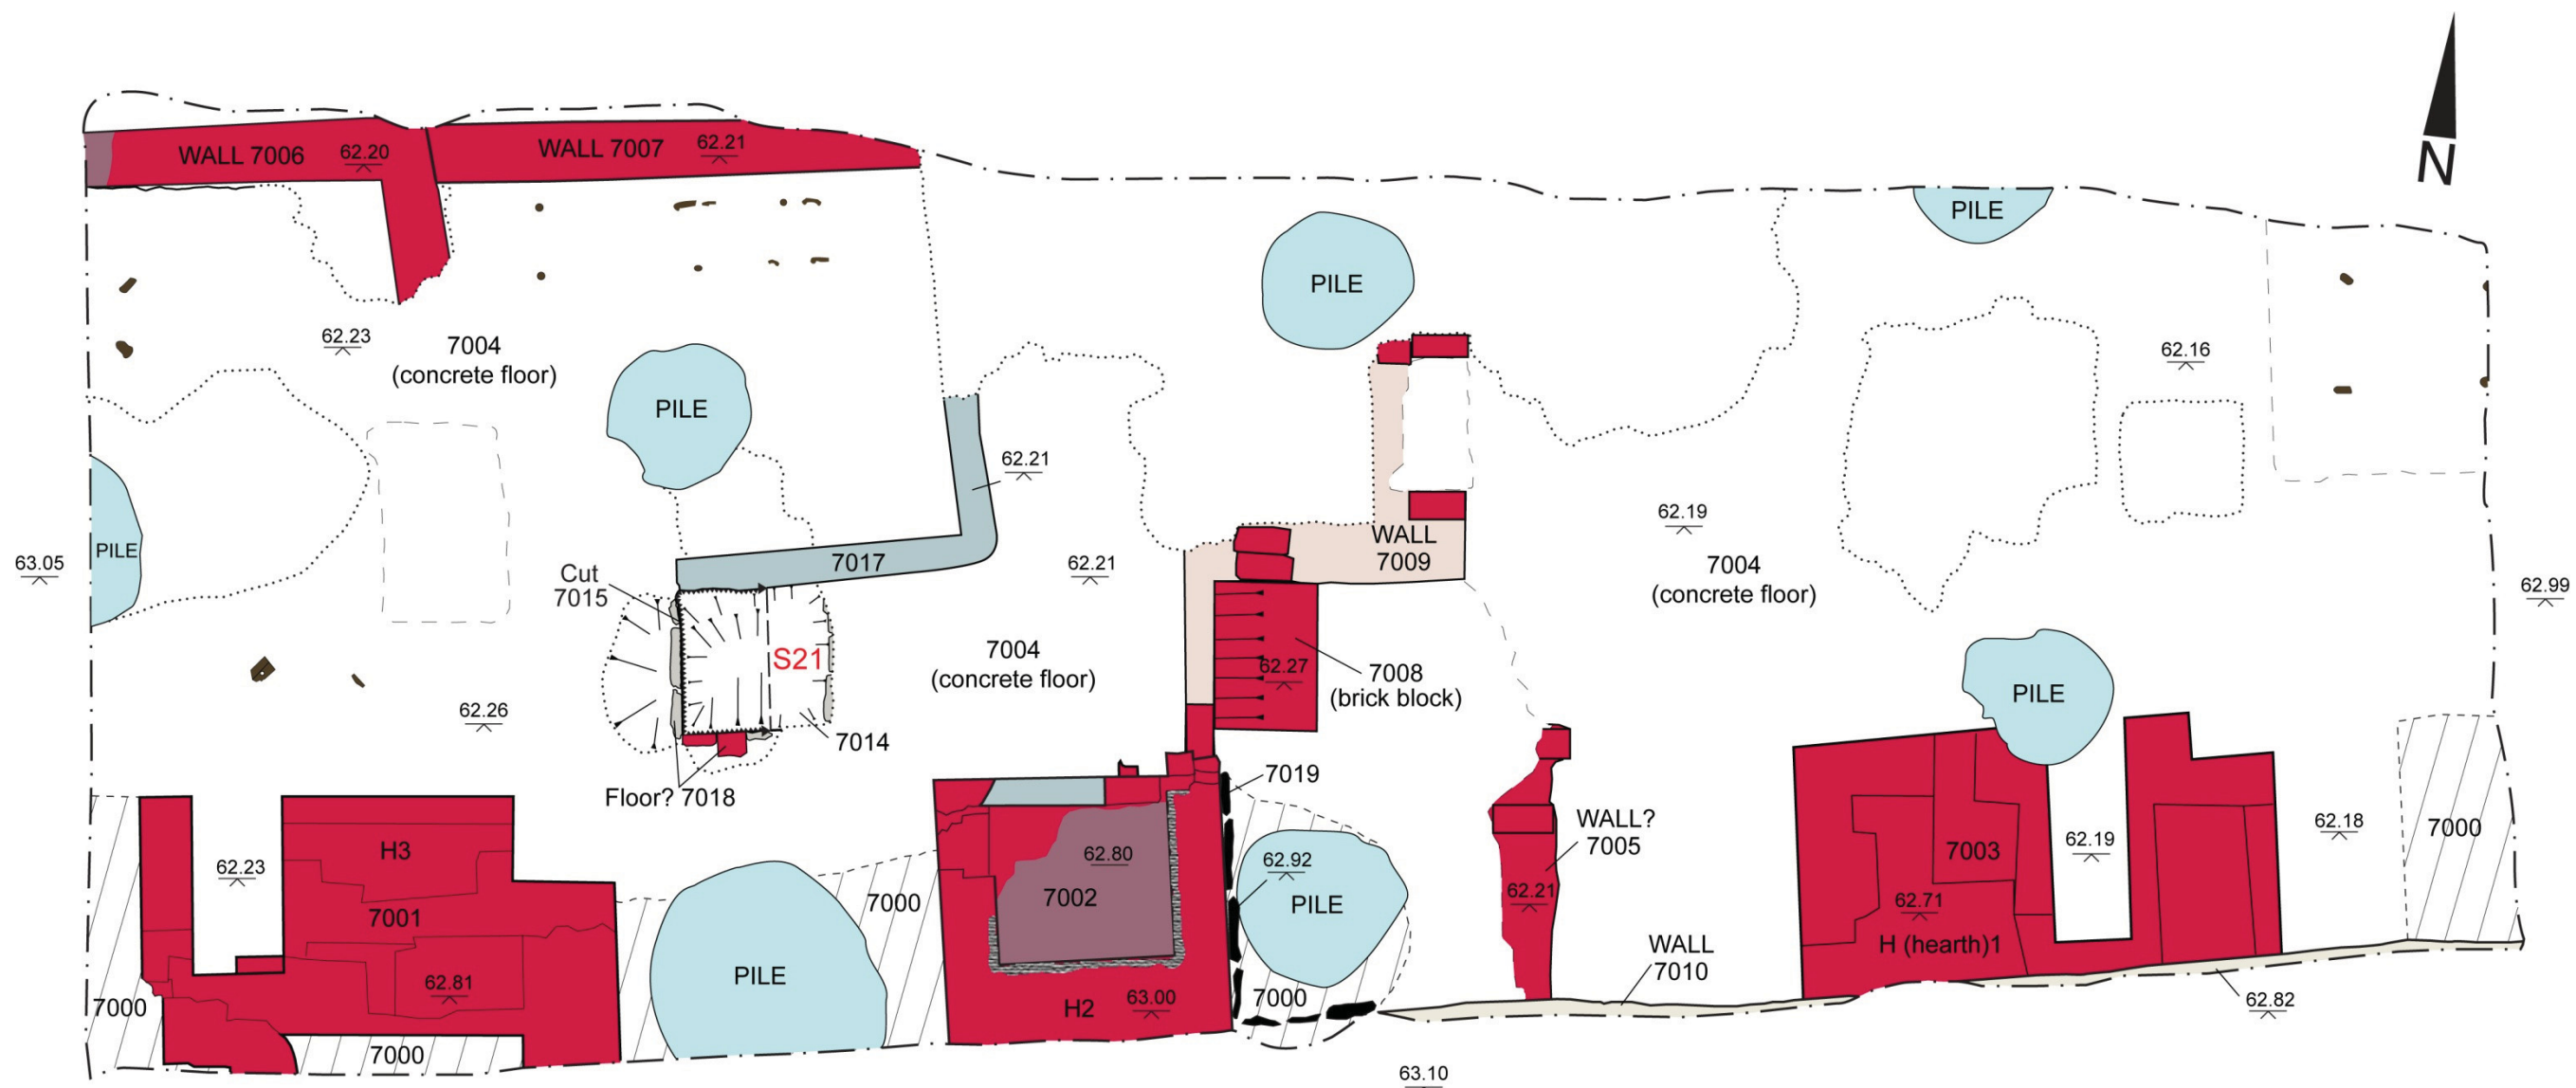 N
WALL 7006
62.20
WALL 7007
62.21
PILE
PILE
62.23
7004
(concrete floor)
PILE
62.16
62.21
62.19
WALL
7009
7004
(concrete floor)
PILE
63.05
7017
62.21
62.99
Cut
7015
S21
7004
(concrete floor)
62.27
7008
(brick block)
PILE
62.26
7014
Floor? 7018
7019
WALL?
7005
62.21
H3
62.23
7001
62.81
7000
7000
PILE
7000
62.80
7002
H2
63.00
62.92
PILE
7000
WALL
7010
7003
62.71
H (hearth)1
62.19
62.18
7000
62.82
63.10